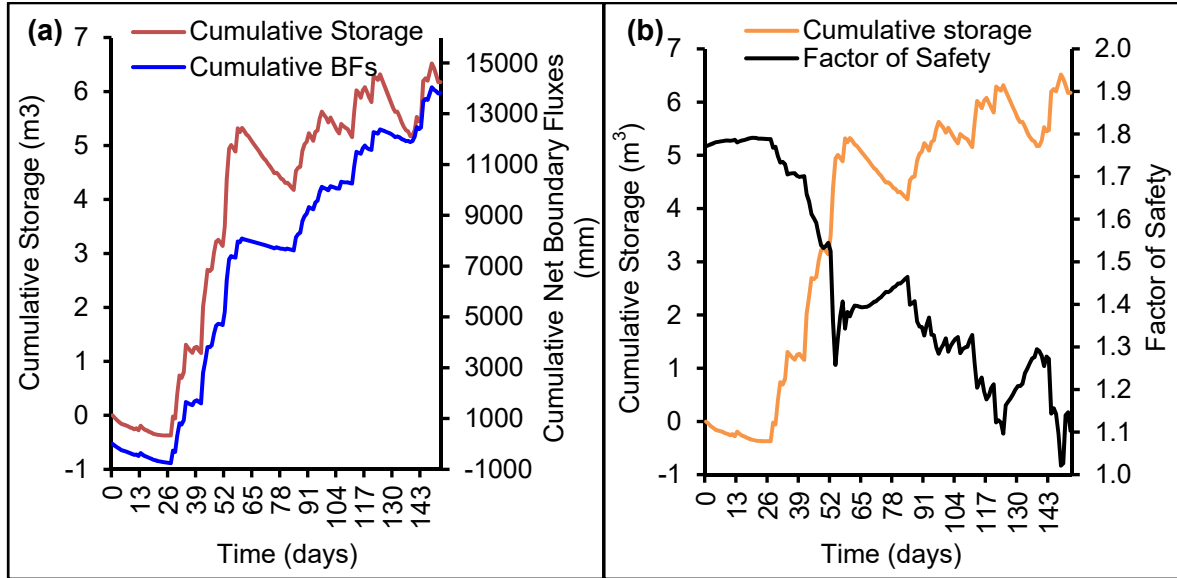 (a)
Cumulative Storage
Cumulative BFs
Cumulative Storage (m3)
7
6
5
4
3
2
1
0
-1
15000
13000
11000
9000
7000
5000
3000
1000
-1000
Cumulative Net Boundary Fluxes
(mm)
0 13 26 39 52 65 78 91 104 117 130 143
Time (days)
(b)
Cumulative storage
Factor of Safety
Cumulative Storage (m³)
7
6
5
4
3
2
1
0
-1
2.0
1.9
1.8
1.7
1.6
1.5
1.4
1.3
1.2
1.1
1.0
Factor of Safety
0 13 26 39 52 65 78 91 104 117 130 143
Time (days)